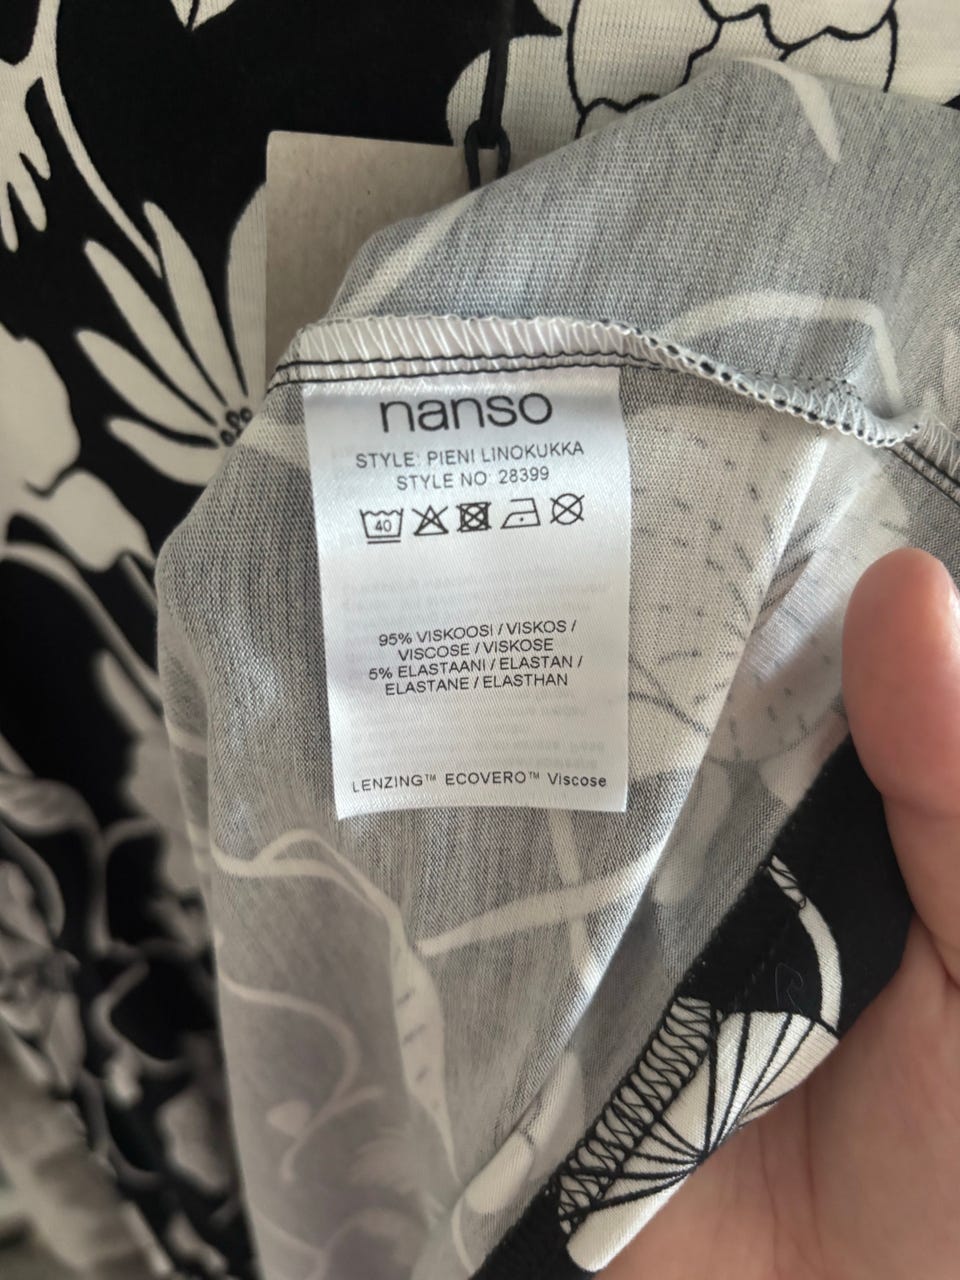 nanso
STYLE: PIENI LINOKUKKA
STYLE NO 28399
40
95% VISKOOSI / VISKOS /
VISCOSE / VISKOSE
5% ELASTAANI / ELASTAN /
ELASTANE / ELASTHAN
LENZING™ ECOVERO™ Viscose